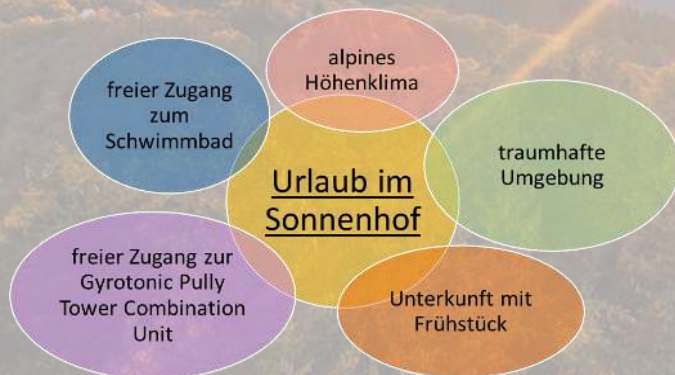 alpines
Höhenklima
freier Zugang
zum
Schwimmbad
traumhafte
Umgebung
Urlaub im
Sonnenhof
freier Zugang zur
Gyrotonic Pully
Tower Combination
Unit
Unterkunft mit
Frühstück